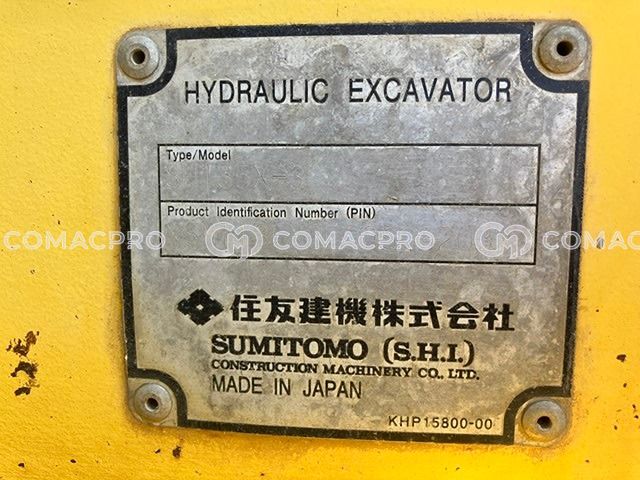 HYDRAULIC EXCAVATOR
Type/Model
Product Identification Number (PIN)
COMACPRO COMACPRO COMACPRO
住友建機株式会社
SUMITOMO (S.H.I.)
CONSTRUCTION MACHINERY CO., LTD.
MADE IN JAPAN
KHP15800-00